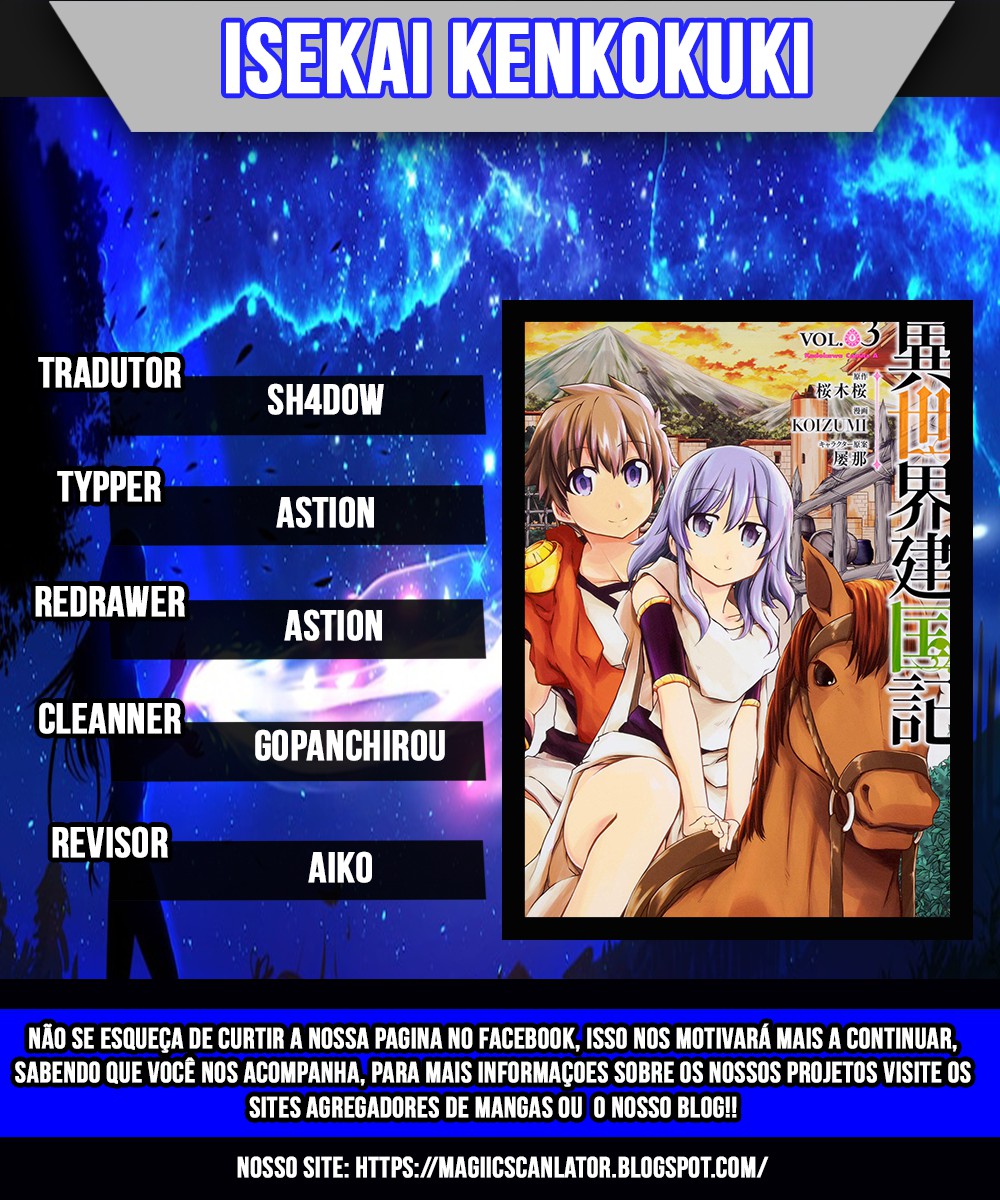 ISEKAI KENKOKUKI
TRADUTOR
SH4DOW
TYPPER
ASTION
REDRAWER
ASTION
CLEANNER
GOPANCHIROU
REVISOR
AIKO
VOL. 3
Kadokawa Comics A
原作
桜木桜
漫画
KOIZUMI
キャラクター原案
屡那
異世界建国記
NÃO SE ESQUEÇA DE CURTIR A NOSSA PAGINA NO FACEBOOK, ISSO NOS MOTIVARÁ MAIS A CONTINUAR,
SABENDO QUE VOCÊ NOS ACOMPANHA, PARA MAIS INFORMAÇOES SOBRE OS NOSSOS PROJETOS VISITE OS
SITES AGREGADORES DE MANGAS OU O NOSSO BLOG!!
NOSSO SITE: HTTPS://MAGIICSCANLATOR.BLOGSPOT.COM/